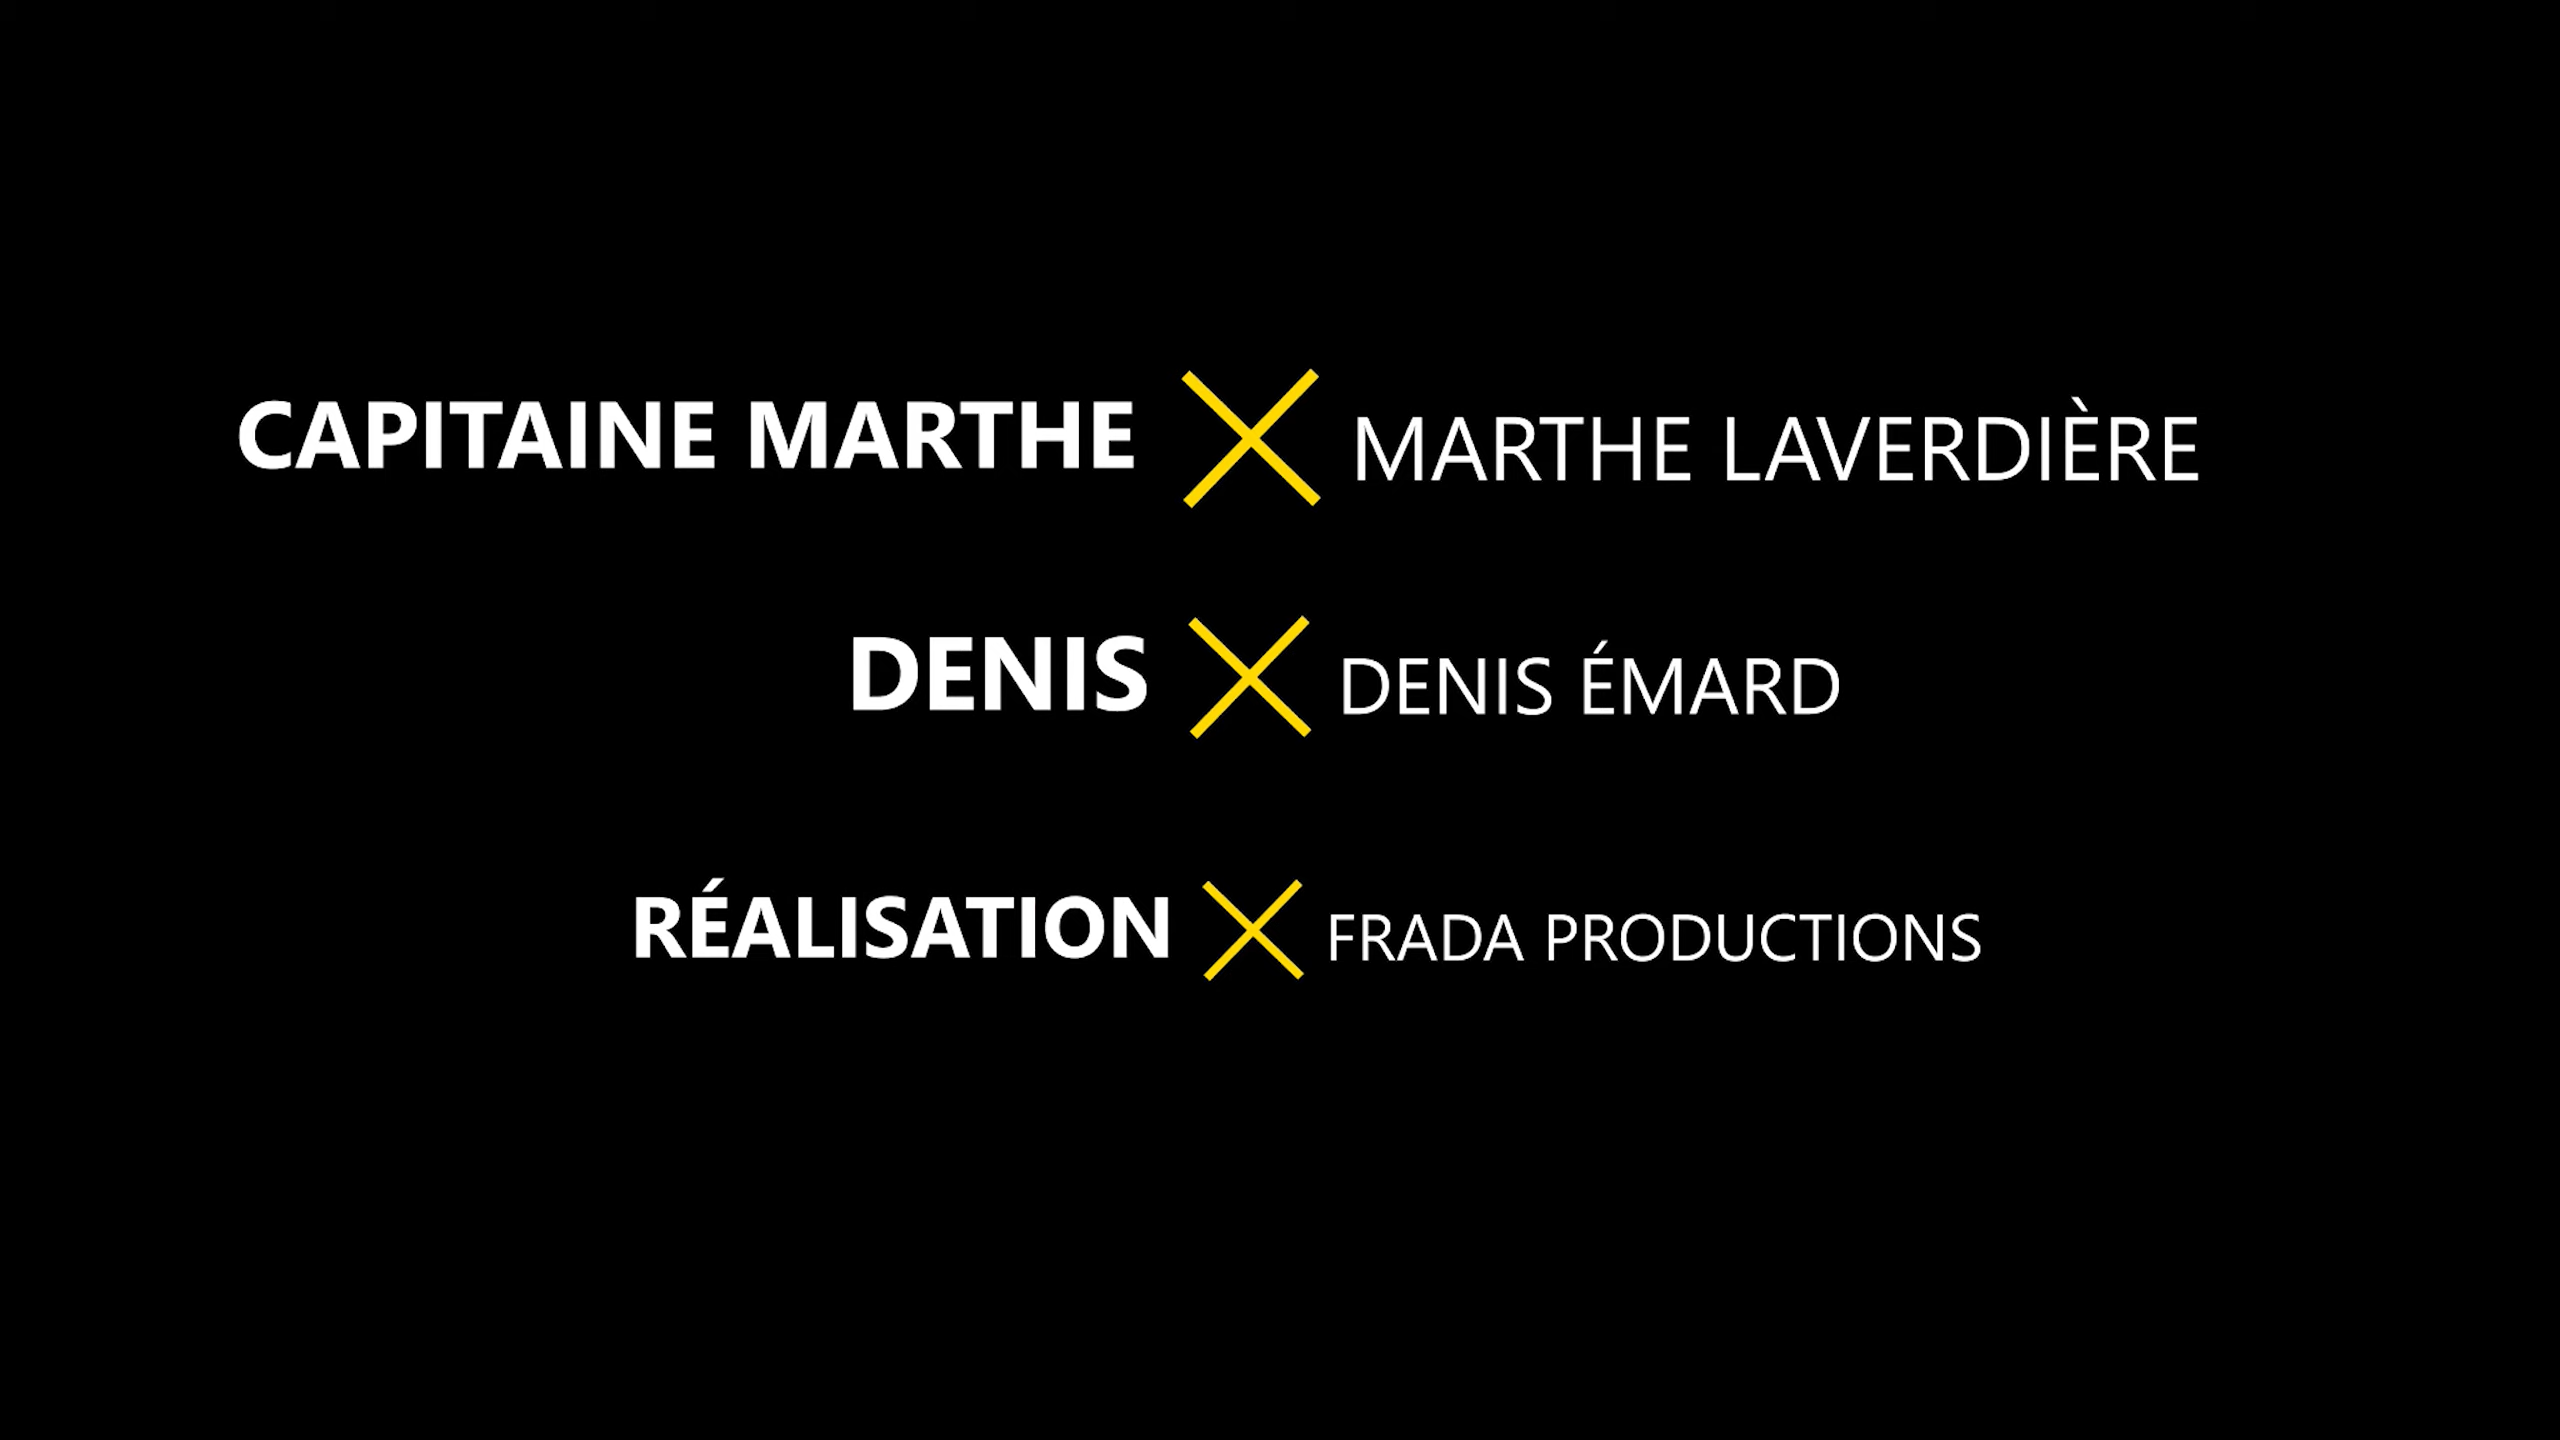 CAPITAINE MARTHE MARTHE LAVERDIÈRE
DENIS DENIS ÉMARD
RÉALISATION FRADA PRODUCTIONS